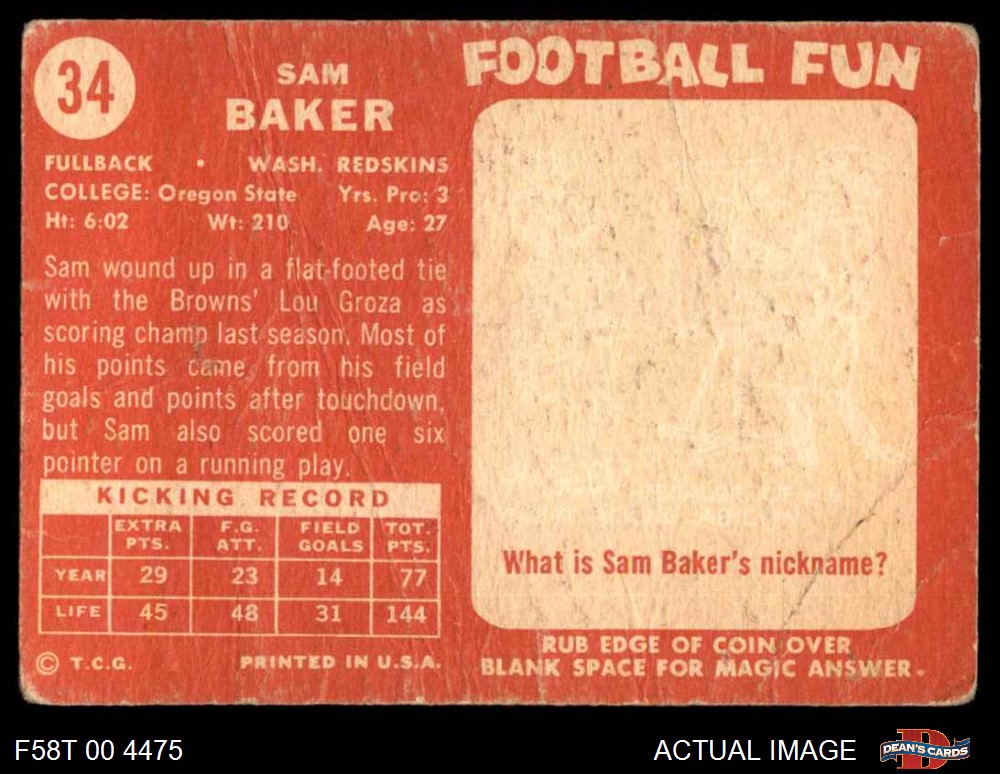 34
SAM
BAKER
FULLBACK • WASH. REDSKINS
COLLEGE: Oregon State Yrs. Pro: 3
Ht: 6:02 Wt: 210 Age: 27
Sam wound up in a flat-footed tie
with the Browns' Lou Groza as
scoring champ last season. Most of
his points came from his field
goals and points after touchdown,
but Sam also scored one six
pointer on a running play.
KICKING RECORD
EXTRA PTS. F.G. ATT. FIELD GOALS TOT. PTS.
YEAR 29 23 14 77
LIFE 45 48 31 144
© T.C.G. PRINTED IN U.S.A.
FOOTBALL FUN
What is Sam Baker's nickname?
RUB EDGE OF COIN OVER
BLANK SPACE FOR MAGIC ANSWER.
F58T 00 4475 ACTUAL IMAGE DEAN'S CARDS